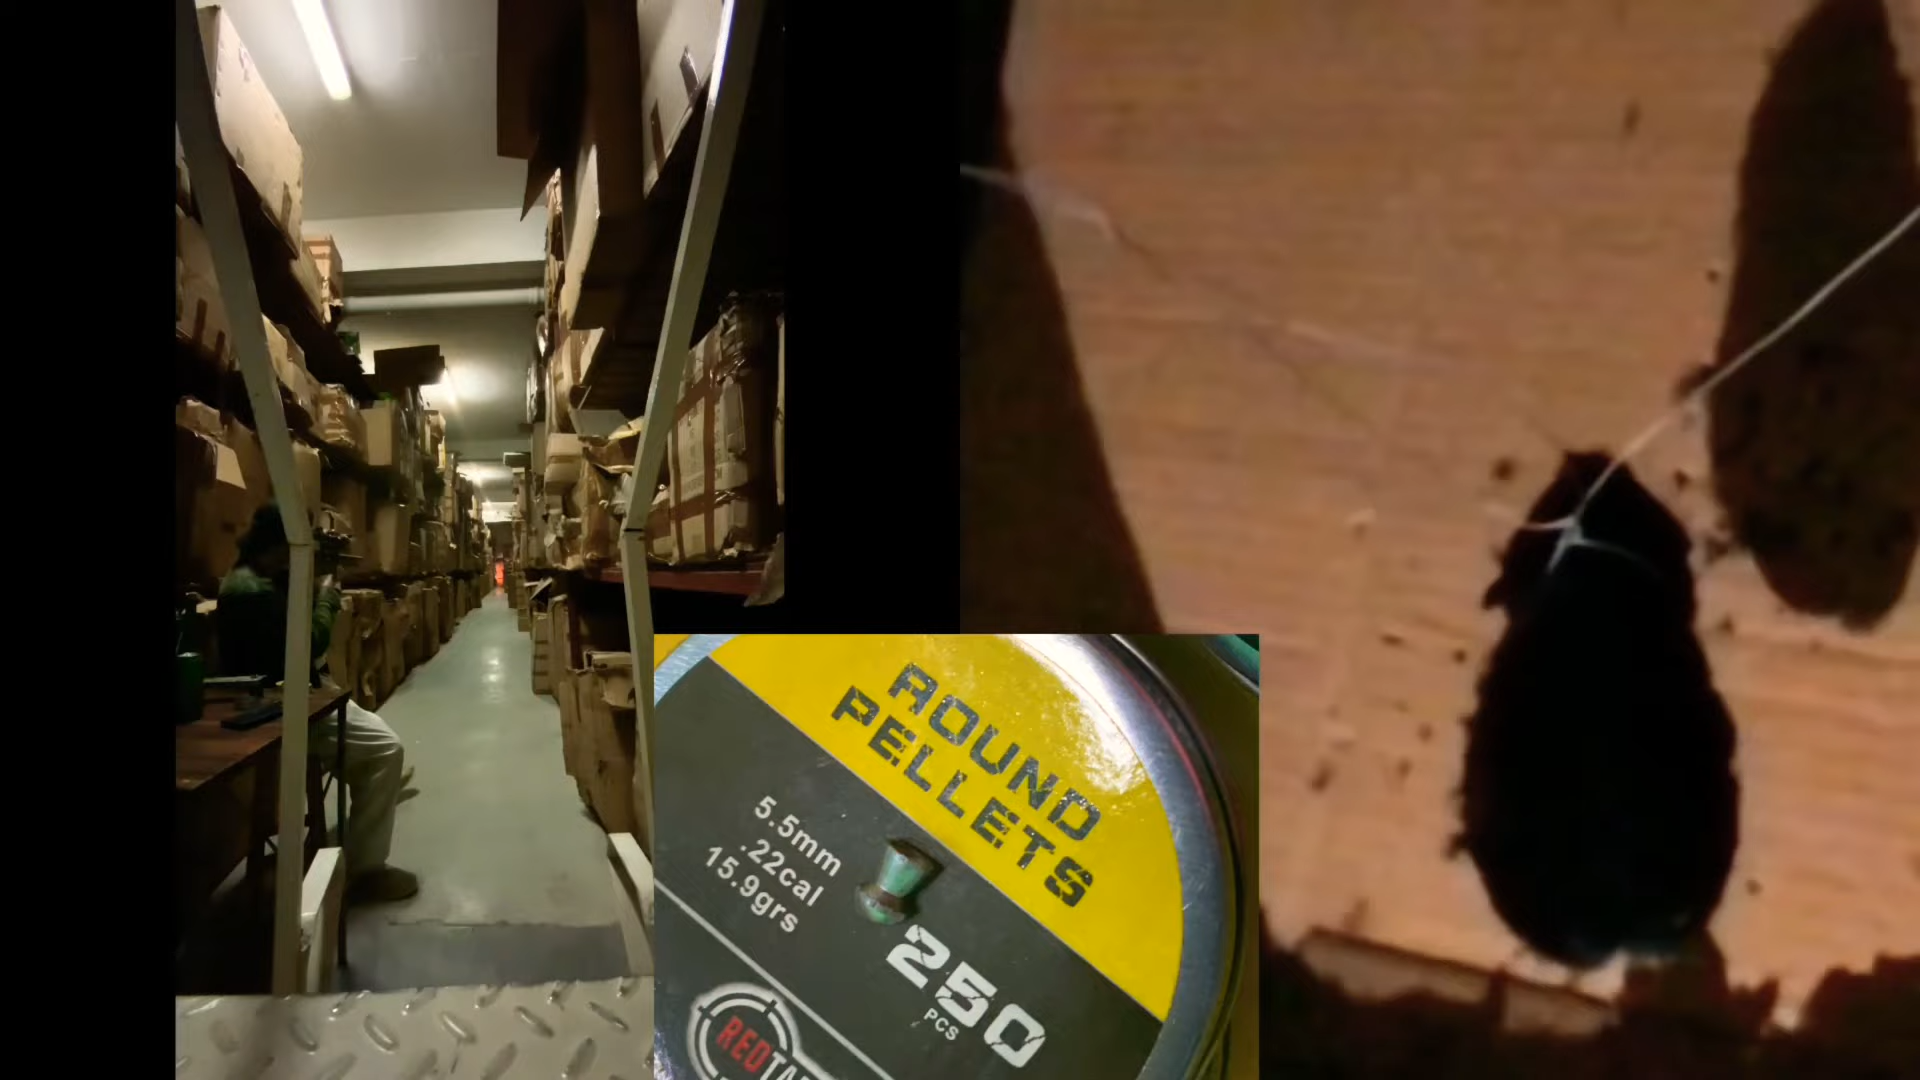 ROUND
PELLETS
5.5mm
.22cal
15.9grs
250
PCS
RED